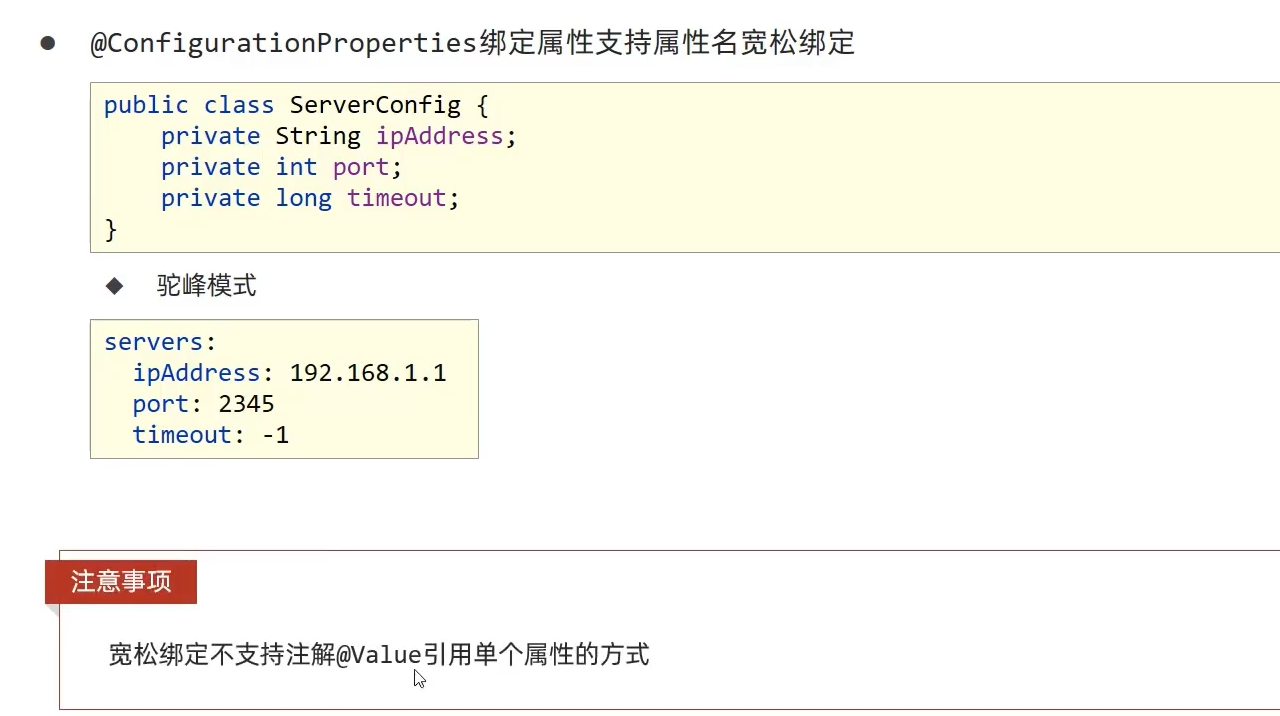 @ConfigurationProperties绑定属性支持属性名宽松绑定
public class ServerConfig {
    private String ipAddress;
    private int port;
    private long timeout;
}
驼峰模式
servers:
  ipAddress: 192.168.1.1
  port: 2345
  timeout: -1
注意事项
宽松绑定不支持注解@Value引用单个属性的方式